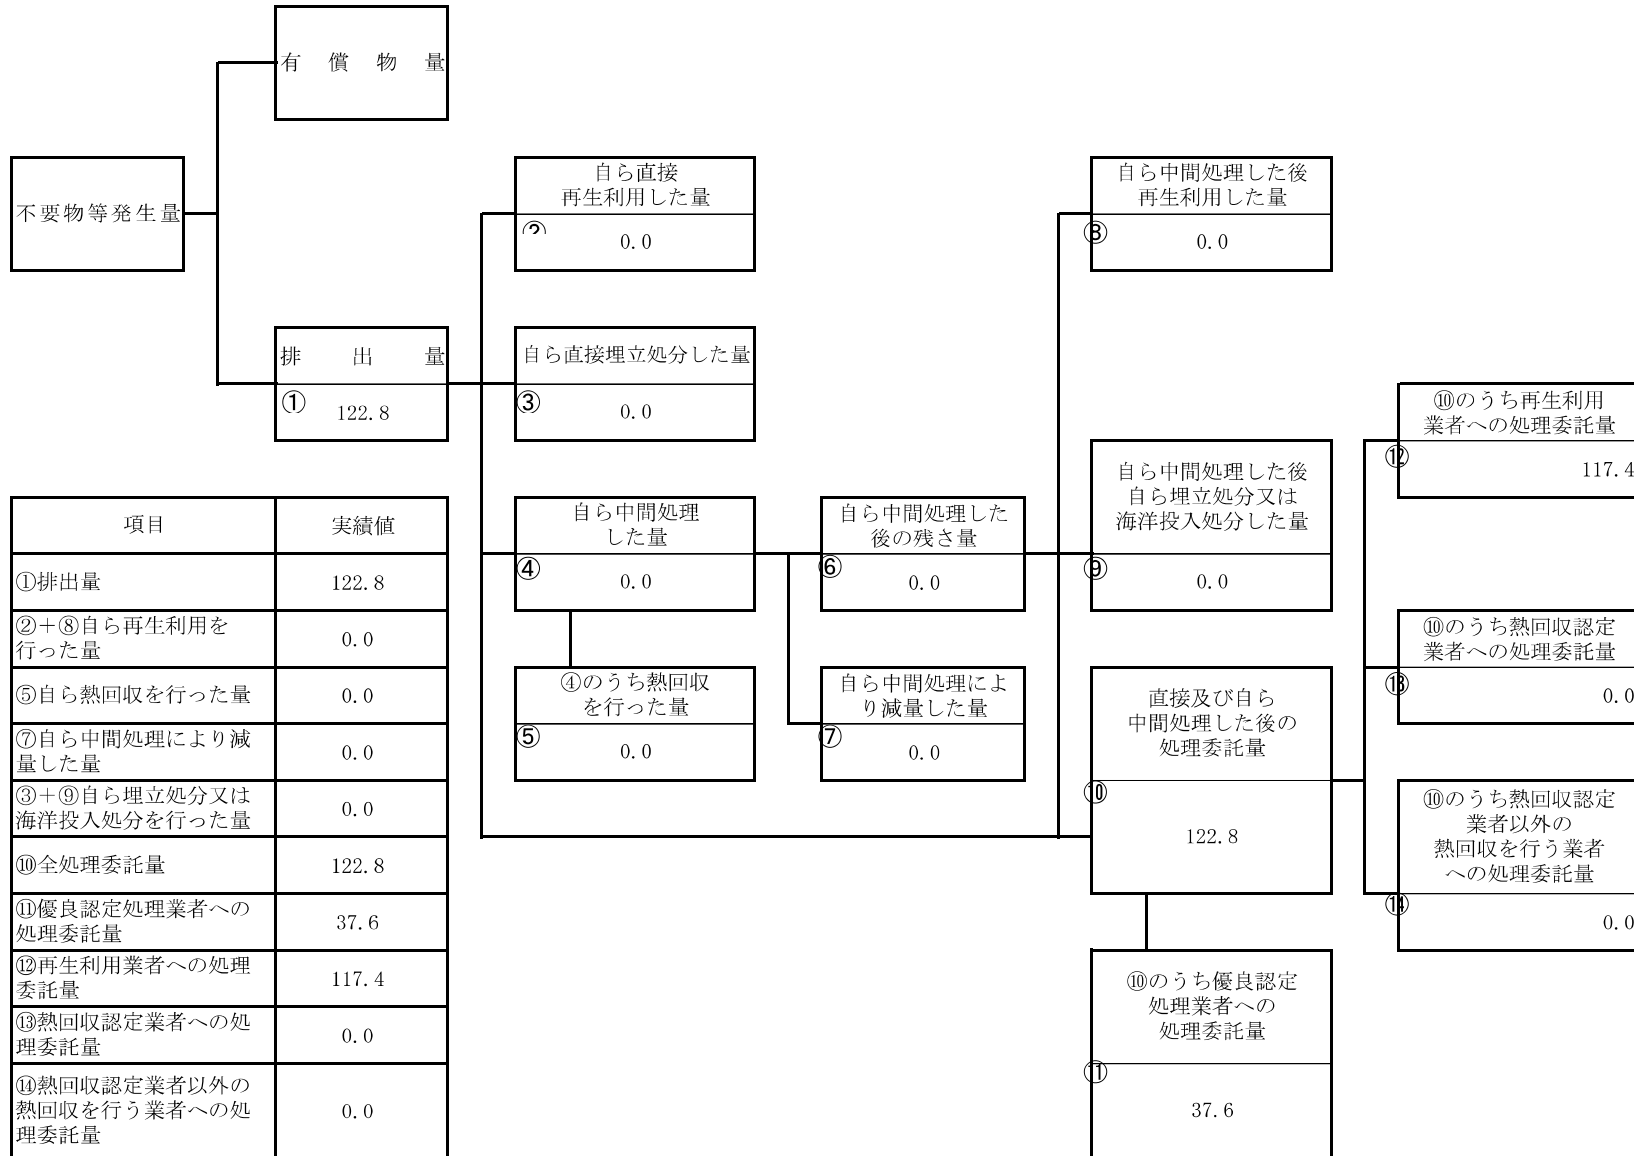 有償物量
不要物等発生量
排出量
①
122.8
自ら直接
再生利用した量
②
0.0
自ら直接埋立処分した量
③
0.0
自ら中間処理
した量
④
0.0
④のうち熱回収
を行った量
⑤
0.0
自ら中間処理した
後の残さ量
⑥
0.0
自ら中間処理によ
り減量した量
⑦
0.0
自ら中間処理した後
再生利用した量
⑧
0.0
自ら中間処理した後
自ら埋立処分又は
海洋投入処分した量
⑨
0.0
直接及び自ら
中間処理した後の
処理委託量
⑩
122.8
⑩のうち優良認定
処理業者への
処理委託量
⑪
37.6
⑩のうち再生利用
業者への処理委託量
⑫
117.4
⑩のうち熱回収認定
業者への処理委託量
⑬
0.0
⑩のうち熱回収認定
業者以外の
熱回収を行う業者
への処理委託量
⑭
0.0
項目 実績値
①排出量 122.8
②＋⑧自ら再生利用を
行った量 0.0
⑤自ら熱回収を行った量 0.0
⑦自ら中間処理により減
量した量 0.0
③＋⑨自ら埋立処分又は
海洋投入処分を行った量 0.0
⑩全処理委託量 122.8
⑪優良認定処理業者への
処理委託量 37.6
⑫再生利用業者への処理
委託量 117.4
⑬熱回収認定業者への処
理委託量 0.0
⑭熱回収認定業者以外の
熱回収を行う業者への処
理委託量 0.0